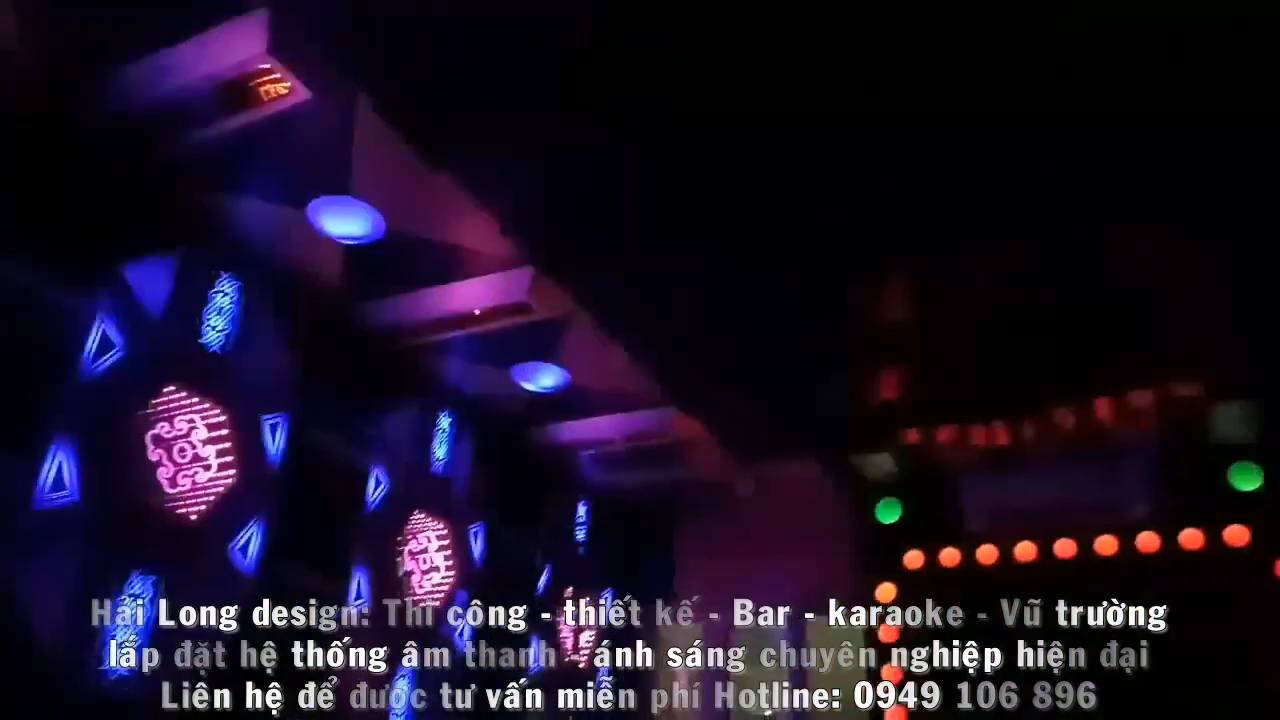 Hải Long design: Thi công - thiết kế - Bar - karaoke - Vũ trường
lắp đặt hệ thống âm thanh - ánh sáng chuyên nghiệp hiện đại
Liên hệ để được tư vấn miễn phí Hotline: 0949 106 896